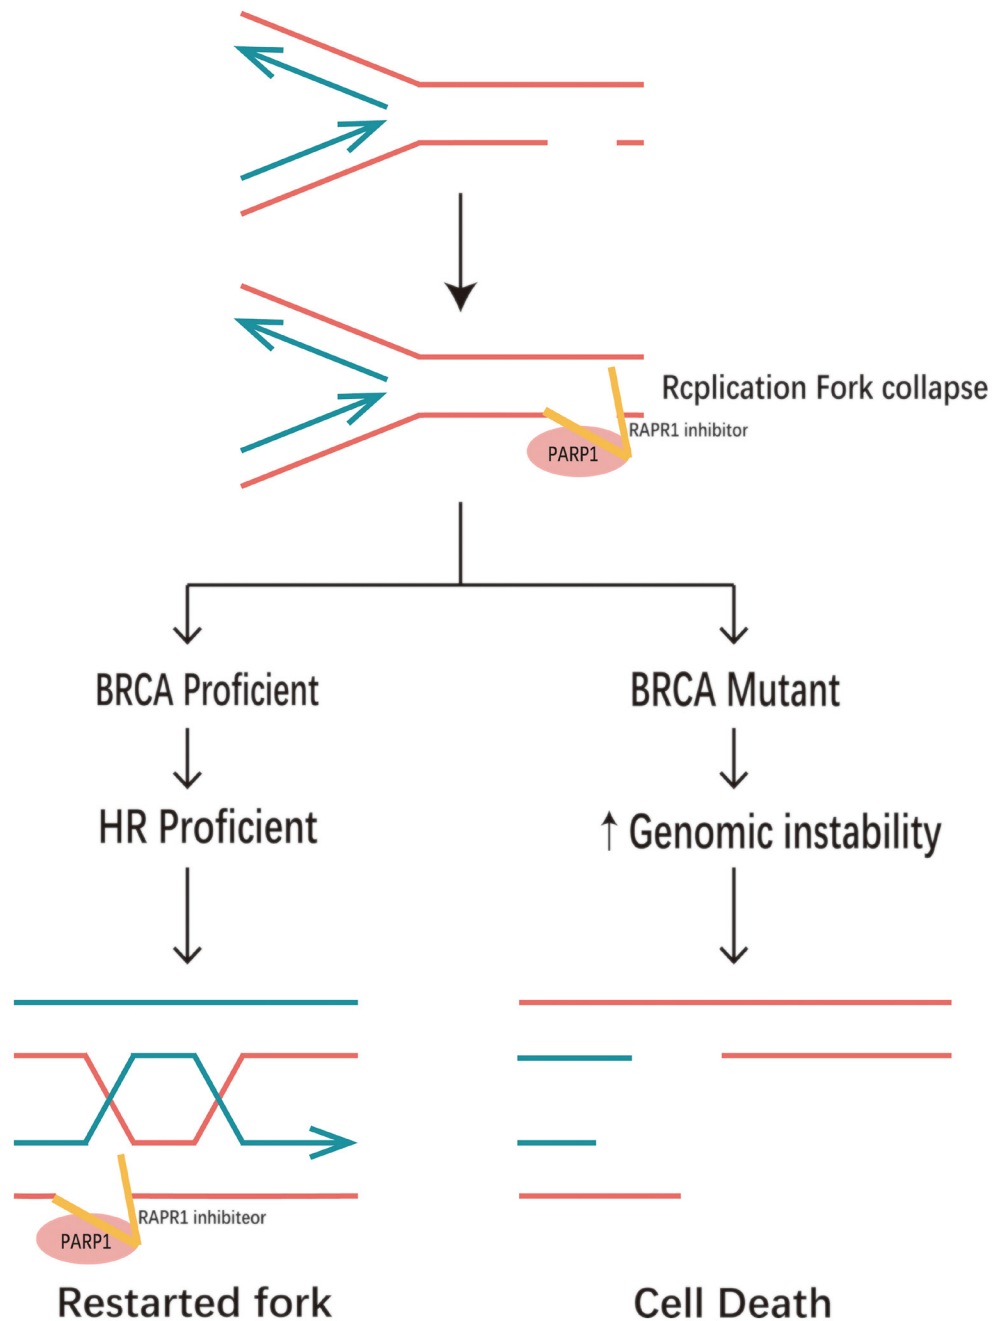 Rcplication Fork collapse
RAPR1 inhibitor
PARP1
BRCA Proficient
BRCA Mutant
HR Proficient
↑ Genomic instability
RAPR1 inhibiteor
PARP1
Restarted fork
Cell Death